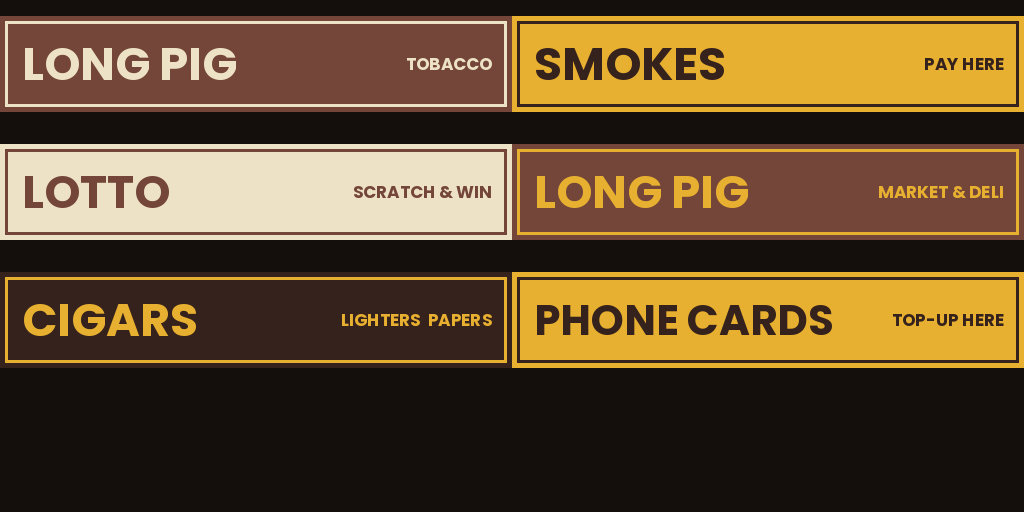 LONG PIG TOBACCO
SMOKES PAY HERE
LOTTO SCRATCH & WIN
LONG PIG MARKET & DELI
CIGARS LIGHTERS PAPERS
PHONE CARDS TOP-UP HERE